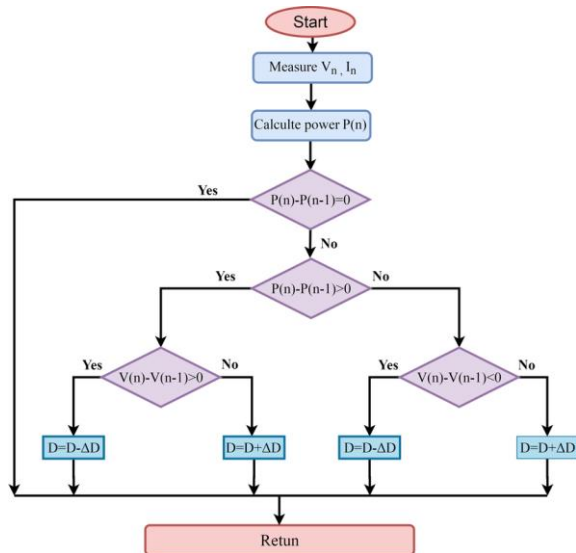 Start
Measure Vn , In
Calculte power P(n)
Yes
P(n)-P(n-1)=0
No
Yes
P(n)-P(n-1)>0
No
Yes
V(n)-V(n-1)>0
No
Yes
V(n)-V(n-1)<0
No
D=D-ΔD
D=D+ΔD
D=D-ΔD
D=D+ΔD
Retun